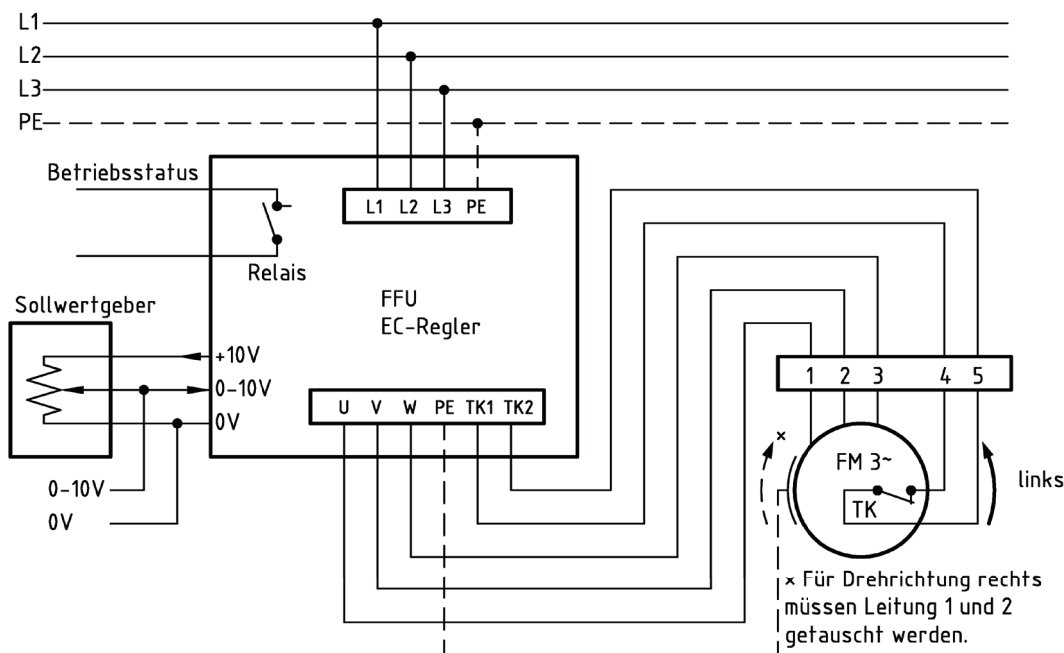 L1
L2
L3
PE
Betriebsstatus
L1 L2 L3 PE
Relais
Sollwertgeber
FFU
EC-Regler
+10V
0-10V
0V
U V W PE TK1 TK2
1 2 3 4 5
×
FM 3~
TK
links
0-10V
0V
× Für Drehrichtung rechts
müssen Leitung 1 und 2
getauscht werden.